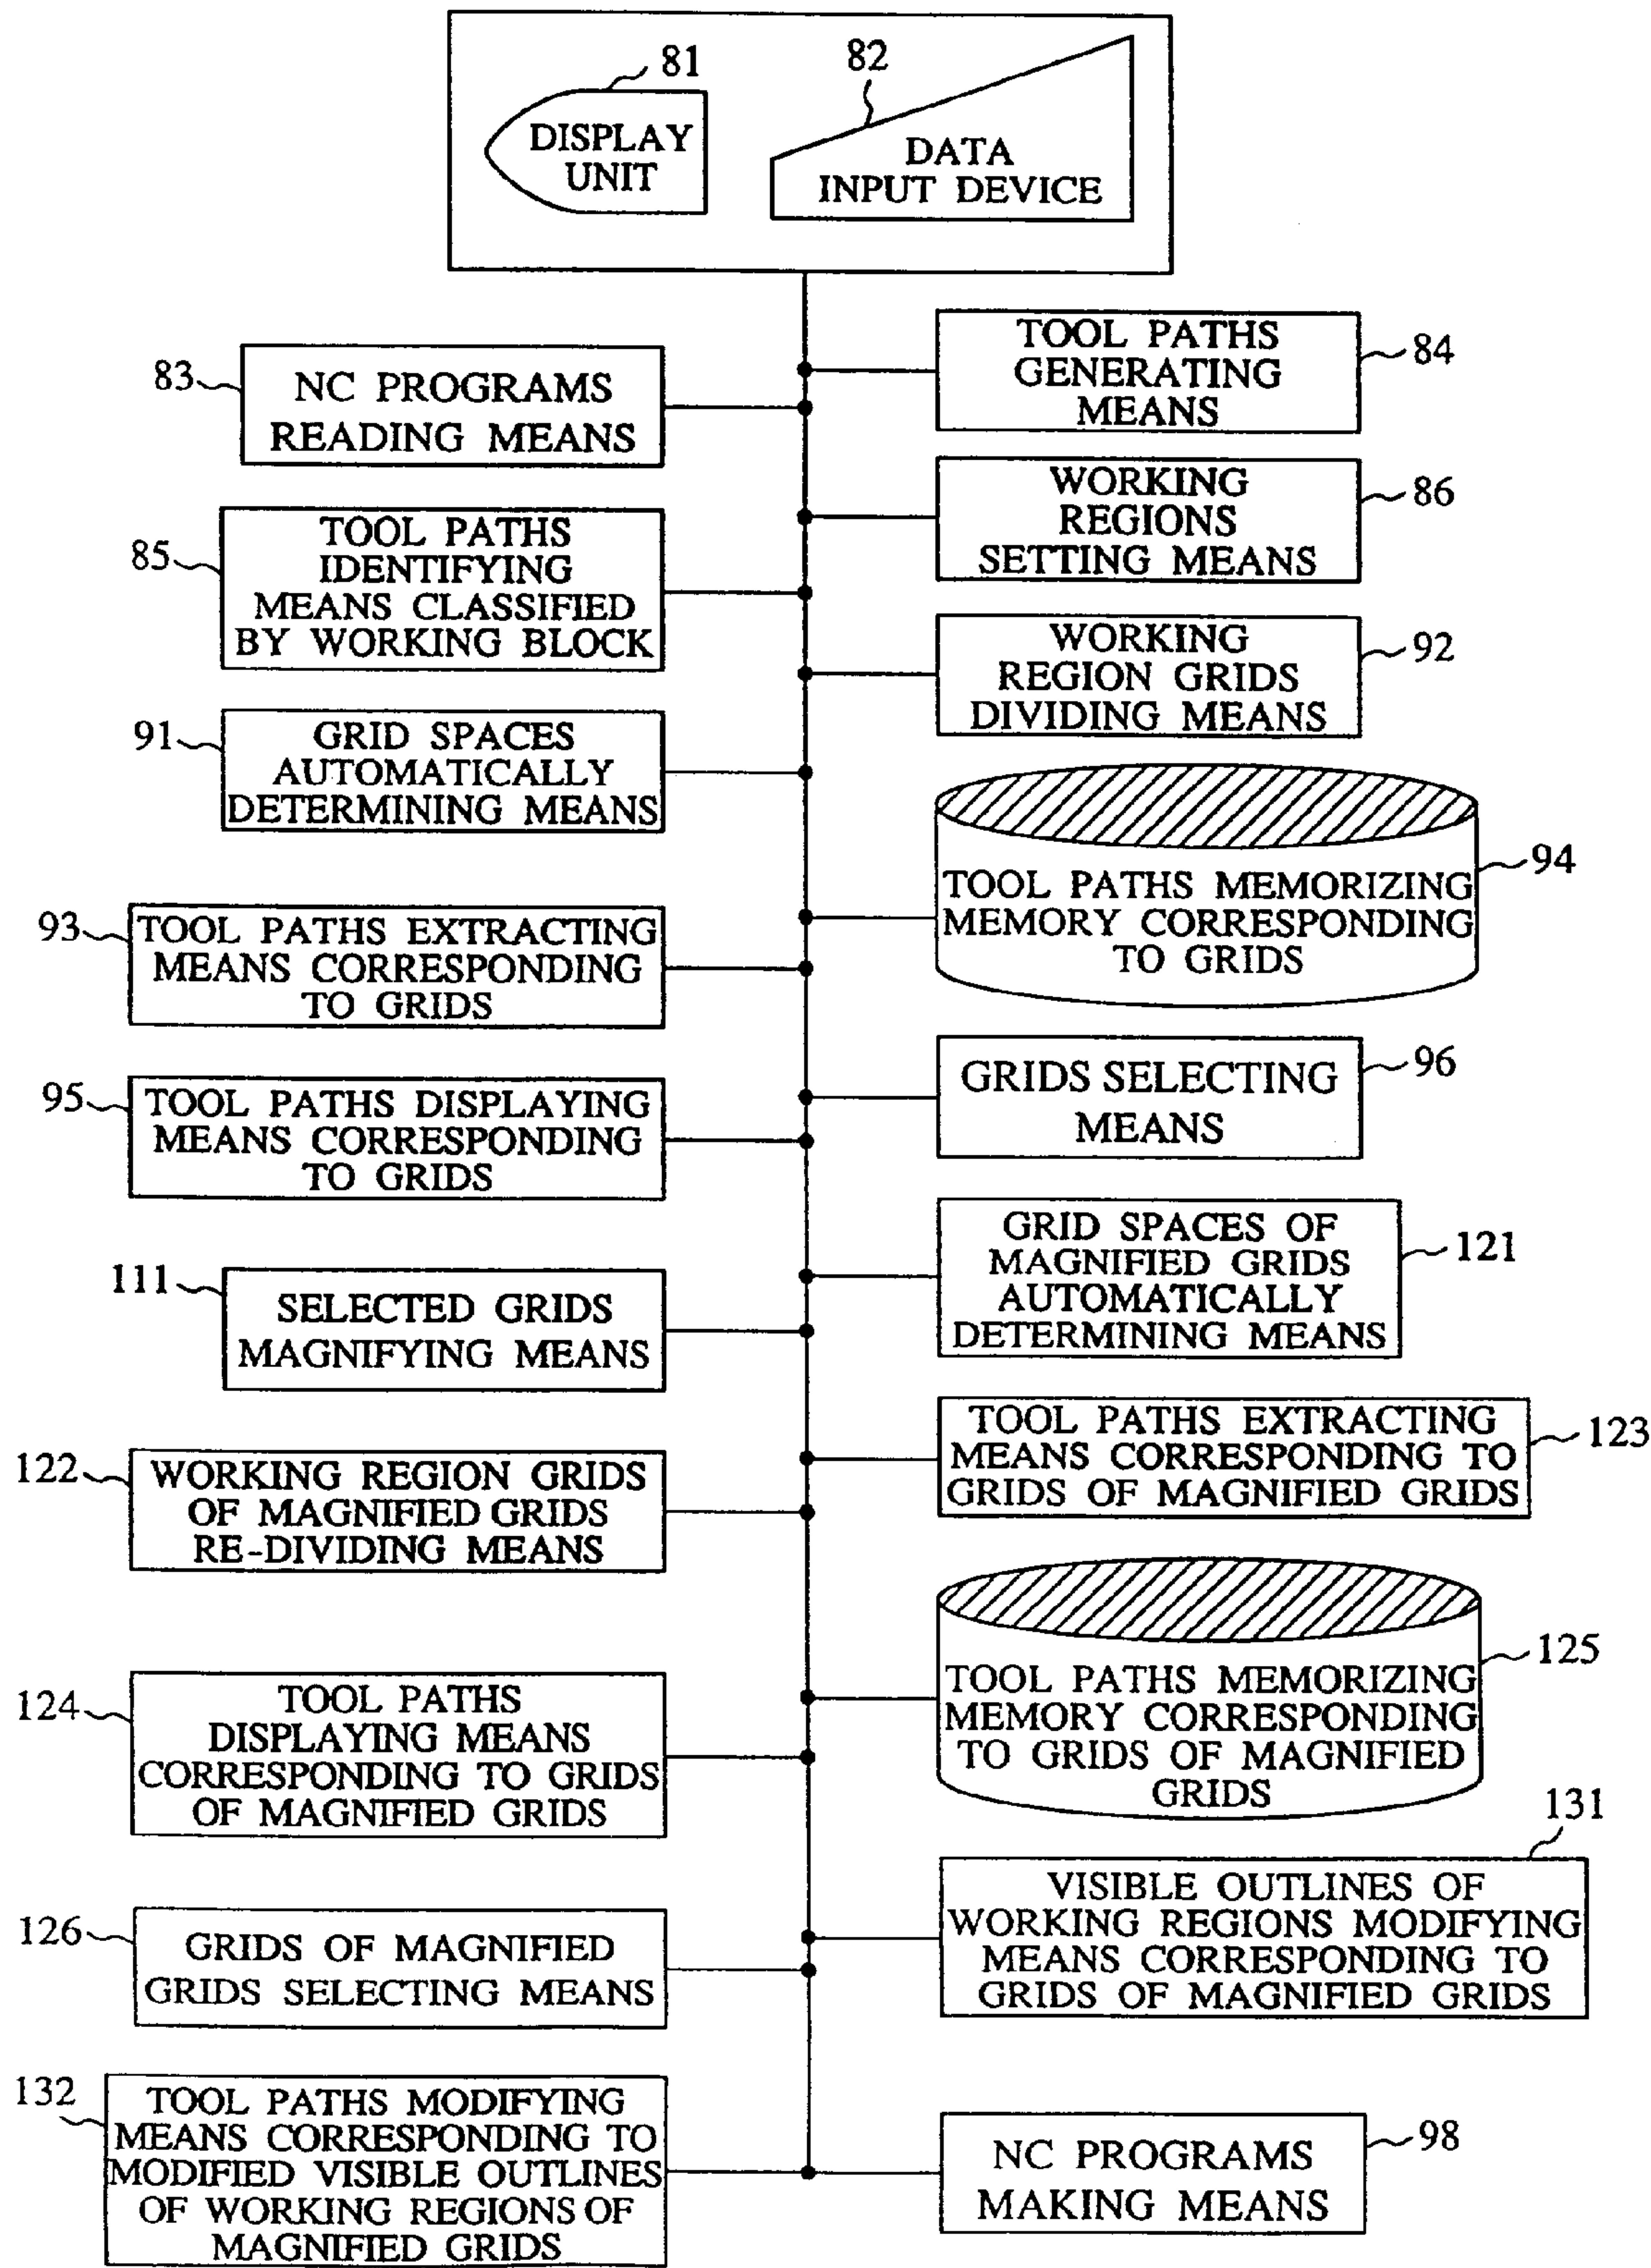 81
DISPLAY
UNIT
82
DATA
INPUT DEVICE
83
NC PROGRAMS
READING MEANS
TOOL PATHS
GENERATING
MEANS
84
85
TOOL PATHS
IDENTIFYING
MEANS CLASSIFIED
BY WORKING BLOCK
WORKING
REGIONS
SETTING MEANS
86
91
GRID SPACES
AUTOMATICALLY
DETERMINING MEANS
WORKING
REGION GRIDS
DIVIDING MEANS
92
93
TOOL PATHS EXTRACTING
MEANS CORRESPONDING
TO GRIDS
TOOL PATHS MEMORIZING
MEMORY CORRESPONDING
TO GRIDS
94
95
TOOL PATHS DISPLAYING
MEANS CORRESPONDING
TO GRIDS
GRIDS SELECTING
MEANS
96
111
SELECTED GRIDS
MAGNIFYING MEANS
GRID SPACES OF
MAGNIFIED GRIDS
AUTOMATICALLY
DETERMINING MEANS
121
122
WORKING REGION GRIDS
OF MAGNIFIED GRIDS
RE-DIVIDING MEANS
TOOL PATHS EXTRACTING
MEANS CORRESPONDING TO
GRIDS OF MAGNIFIED GRIDS
123
124
TOOL PATHS
DISPLAYING MEANS
CORRESPONDING TO GRIDS
OF MAGNIFIED GRIDS
TOOL PATHS MEMORIZING
MEMORY CORRESPONDING
TO GRIDS OF MAGNIFIED
GRIDS
125
126
GRIDS OF MAGNIFIED
GRIDS SELECTING MEANS
131
VISIBLE OUTLINES OF
WORKING REGIONS MODIFYING
MEANS CORRESPONDING TO
GRIDS OF MAGNIFIED GRIDS
132
TOOL PATHS MODIFYING
MEANS CORRESPONDING TO
MODIFIED VISIBLE OUTLINES
OF WORKING REGIONS OF
MAGNIFIED GRIDS
NC PROGRAMS
MAKING MEANS
98